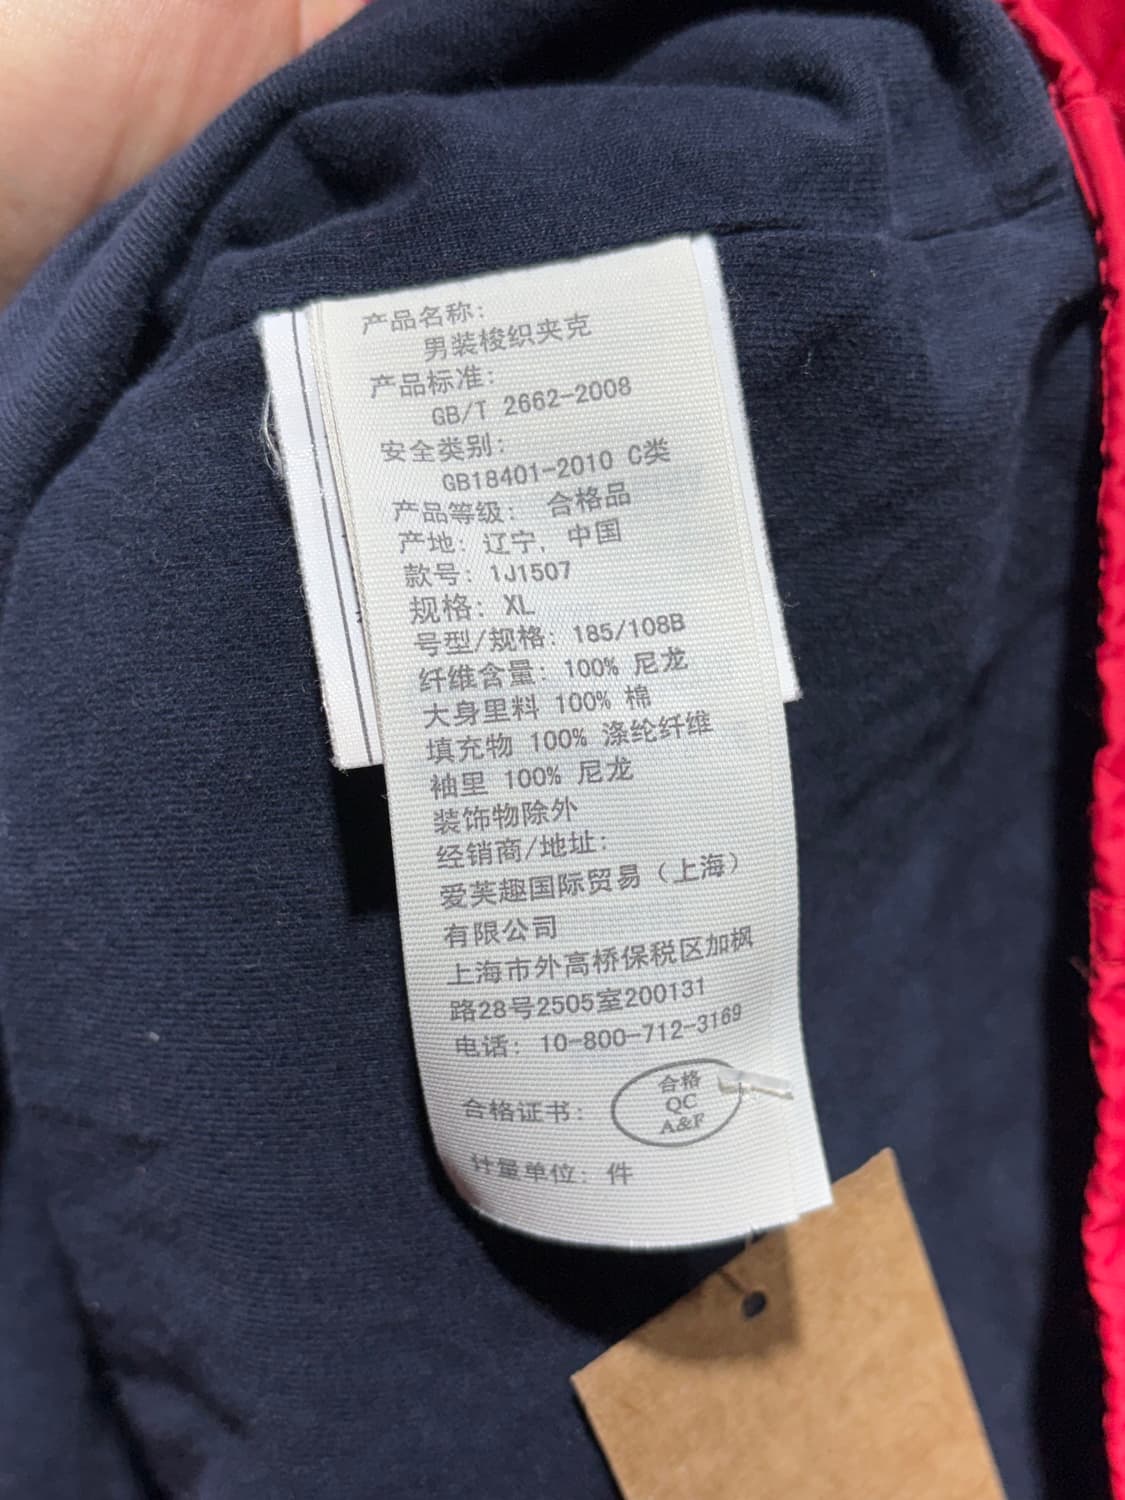 产品名称:
男装梭织夹克
产品标准:
GB/T 2662-2008
安全类别:
GB18401-2010 C类
产品等级: 合格品
产地: 辽宁, 中国
款号: 1J1507
规格: XL
号型/规格: 185/108B
纤维含量: 100% 尼龙
大身里料 100% 棉
填充物 100% 涤纶纤维
袖里 100% 尼龙
装饰物除外
经销商/地址:
爱芙趣国际贸易（上海）
有限公司
上海市外高桥保税区加枫
路28号2505室200131
电话: 10-800-712-3169
合格证书:
合格
QC
A&F
计量单位: 件